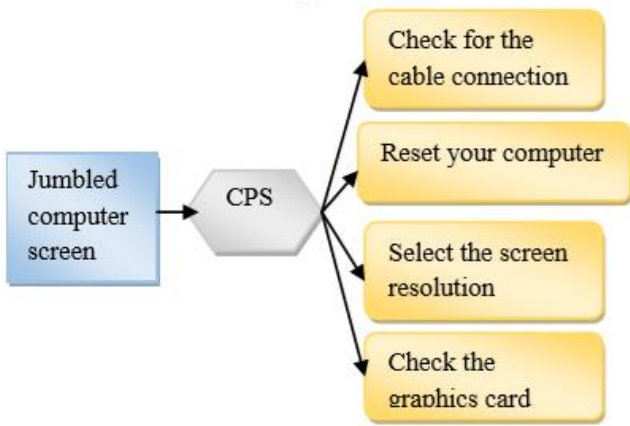 Check for the
cable connection
Reset your computer
Jumbled
computer
screen
CPS
Select the screen
resolution
Check the
graphics card